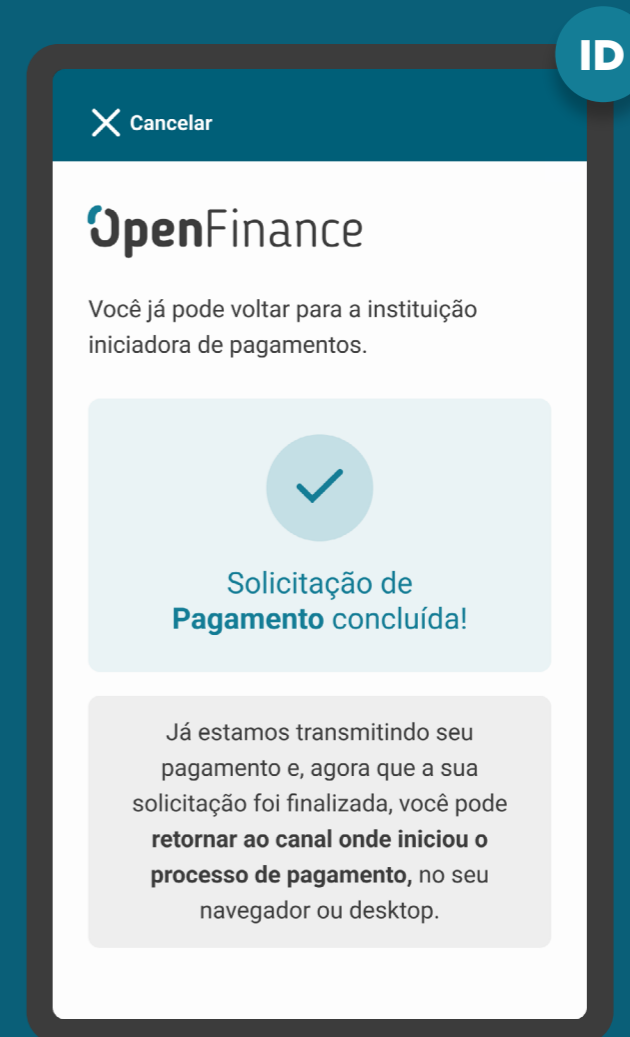 ID
Cancelar
OpenFinance
Você já pode voltar para a instituição
iniciadora de pagamentos.
Solicitação de
Pagamento concluída!
Já estamos transmitindo seu
pagamento e, agora que a sua
solicitação foi finalizada, você pode
retornar ao canal onde iniciou o
processo de pagamento, no seu
navegador ou desktop.